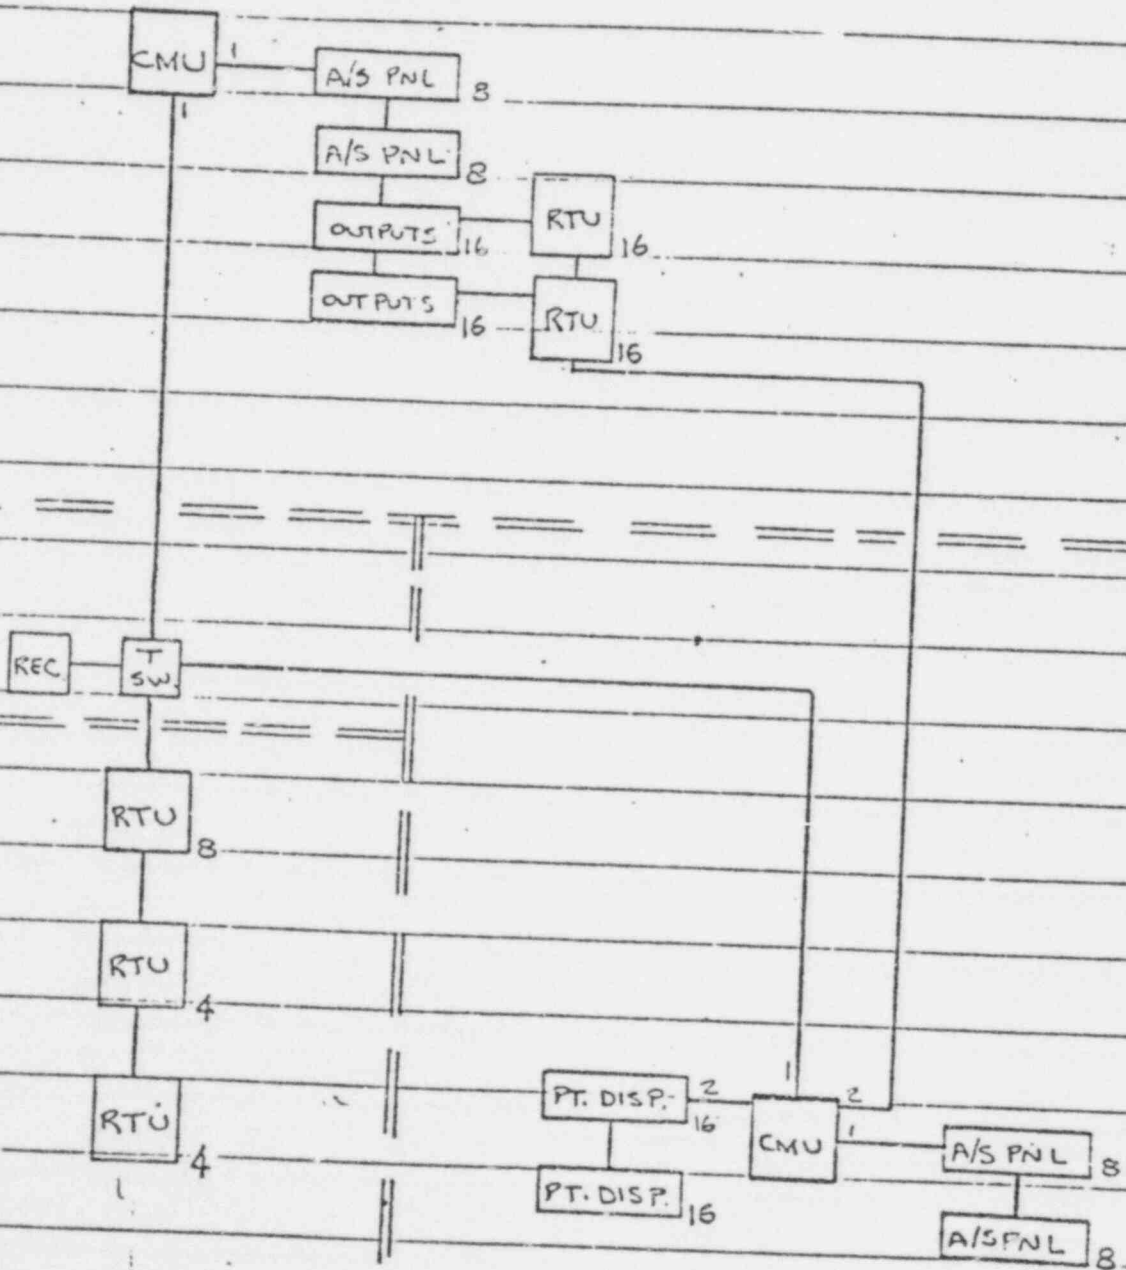 CMU
1
A/S PNL
8
1
A/S PNL
8
RTU
OUTPUTS
16
16
OUTPUTS
16
RTU
16
REC
T
SW.
RTU
8
RTU
4
RTU
4
1
1
PT. DISP.
2
16
CMU
2
1
A/S PNL
8
PT. DISP.
16
A/S PNL
8